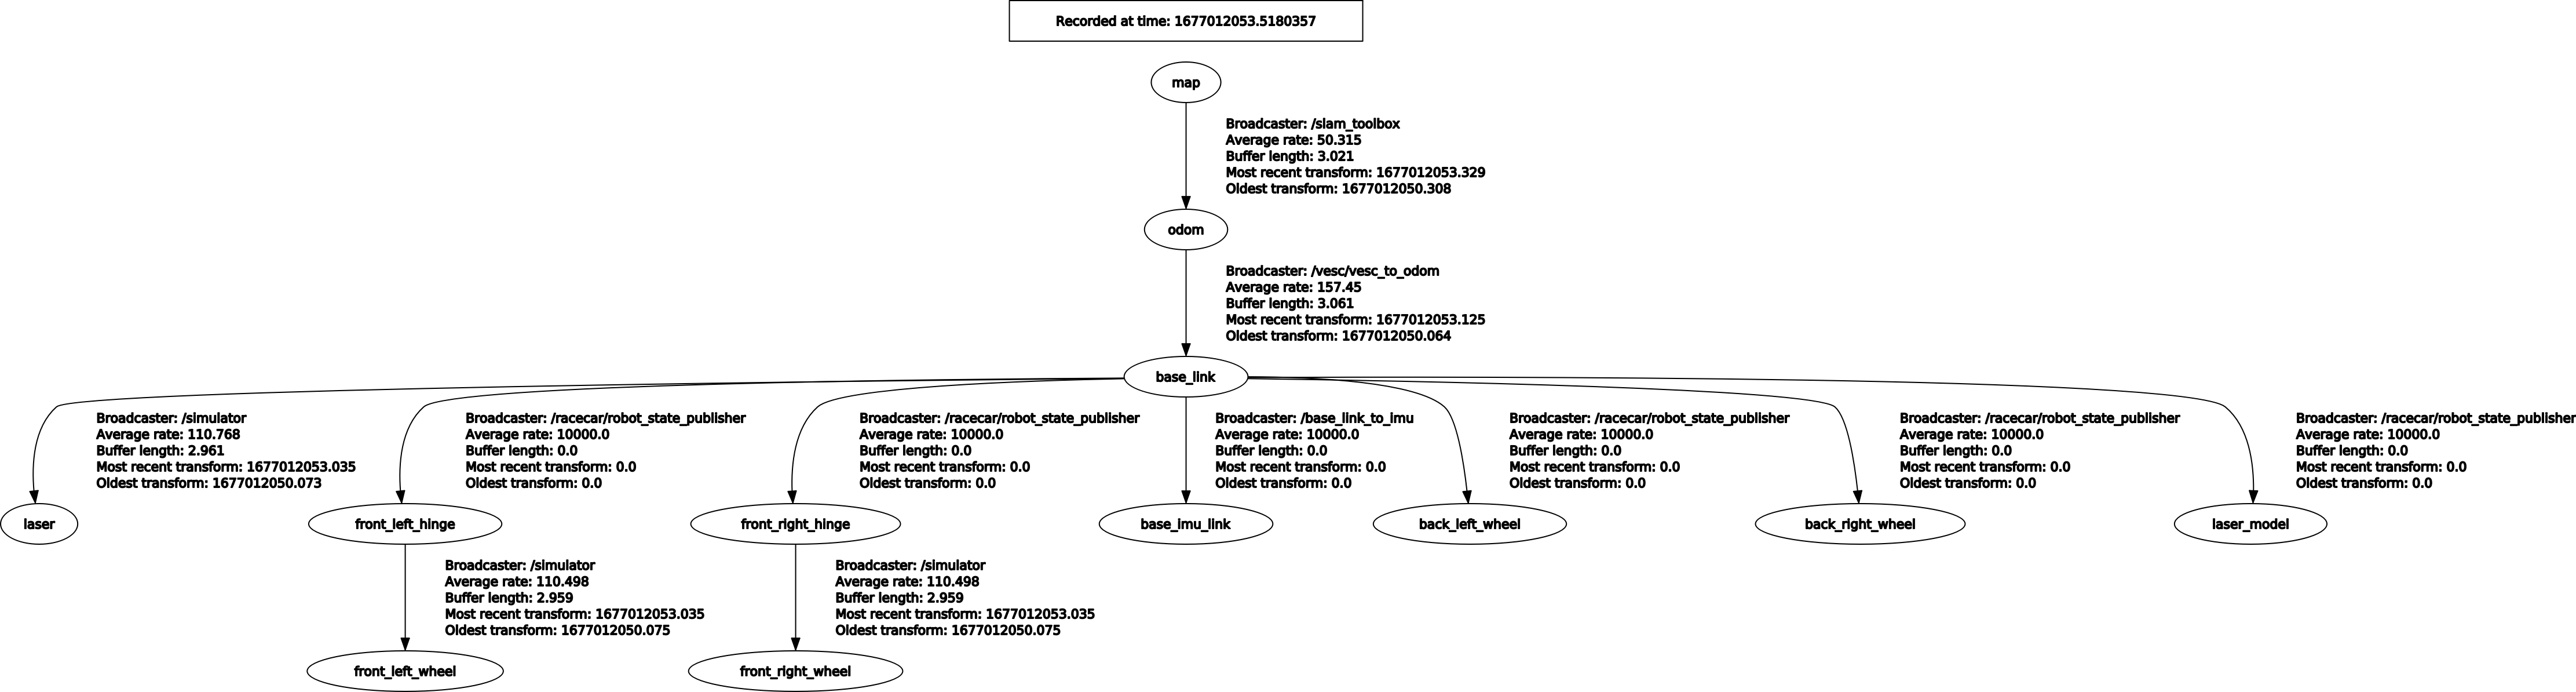 Recorded at time: 1677012053.5180357
map
Broadcaster: /slam_toolbox
Average rate: 50.315
Buffer length: 3.021
Most recent transform: 1677012053.329
Oldest transform: 1677012050.308
odom
Broadcaster: /vesc/vesc_to_odom
Average rate: 157.45
Buffer length: 3.061
Most recent transform: 1677012053.125
Oldest transform: 1677012050.064
base_link
Broadcaster: /simulator
Average rate: 110.768
Buffer length: 2.961
Most recent transform: 1677012053.035
Oldest transform: 1677012050.073
Broadcaster: /racecar/robot_state_publisher
Average rate: 10000.0
Buffer length: 0.0
Most recent transform: 0.0
Oldest transform: 0.0
Broadcaster: /racecar/robot_state_publisher
Average rate: 10000.0
Buffer length: 0.0
Most recent transform: 0.0
Oldest transform: 0.0
Broadcaster: /base_link_to_imu
Average rate: 10000.0
Buffer length: 0.0
Most recent transform: 0.0
Oldest transform: 0.0
Broadcaster: /racecar/robot_state_publisher
Average rate: 10000.0
Buffer length: 0.0
Most recent transform: 0.0
Oldest transform: 0.0
Broadcaster: /racecar/robot_state_publisher
Average rate: 10000.0
Buffer length: 0.0
Most recent transform: 0.0
Oldest transform: 0.0
Broadcaster: /racecar/robot_state_publisher
Average rate: 10000.0
Buffer length: 0.0
Most recent transform: 0.0
Oldest transform: 0.0
laser
front_left_hinge
front_right_hinge
base_imu_link
back_left_wheel
back_right_wheel
laser_model
Broadcaster: /simulator
Average rate: 110.498
Buffer length: 2.959
Most recent transform: 1677012053.035
Oldest transform: 1677012050.075
Broadcaster: /simulator
Average rate: 110.498
Buffer length: 2.959
Most recent transform: 1677012053.035
Oldest transform: 1677012050.075
front_left_wheel
front_right_wheel